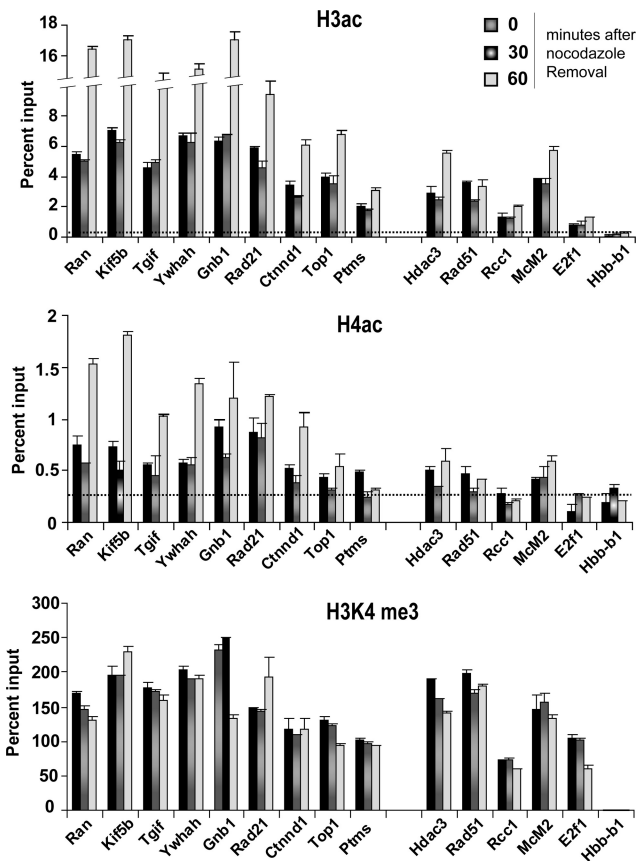 H3ac
0
30
60
minutes after
nocodazole
Removal
Percent input
18
16
8
6
4
2
0
Ran
Kif5b
Tgif
Ywhah
Gnb1
Rad21
Ctnnd1
Top1
Ptms
Hdac3
Rad51
Rcc1
McM2
E2f1
Hbb-b1
H4ac
Percent input
2
1.5
1
0.5
0
Ran
Kif5b
Tgif
Ywhah
Gnb1
Rad21
Ctnnd1
Top1
Ptms
Hdac3
Rad51
Rcc1
McM2
E2f1
Hbb-b1
H3K4 me3
Percent input
300
250
200
150
100
50
0
Ran
Kif5b
Tgif
Ywhah
Gnb1
Rad21
Ctnnd1
Top1
Ptms
Hdac3
Rad51
Rcc1
McM2
E2f1
Hbb-b1